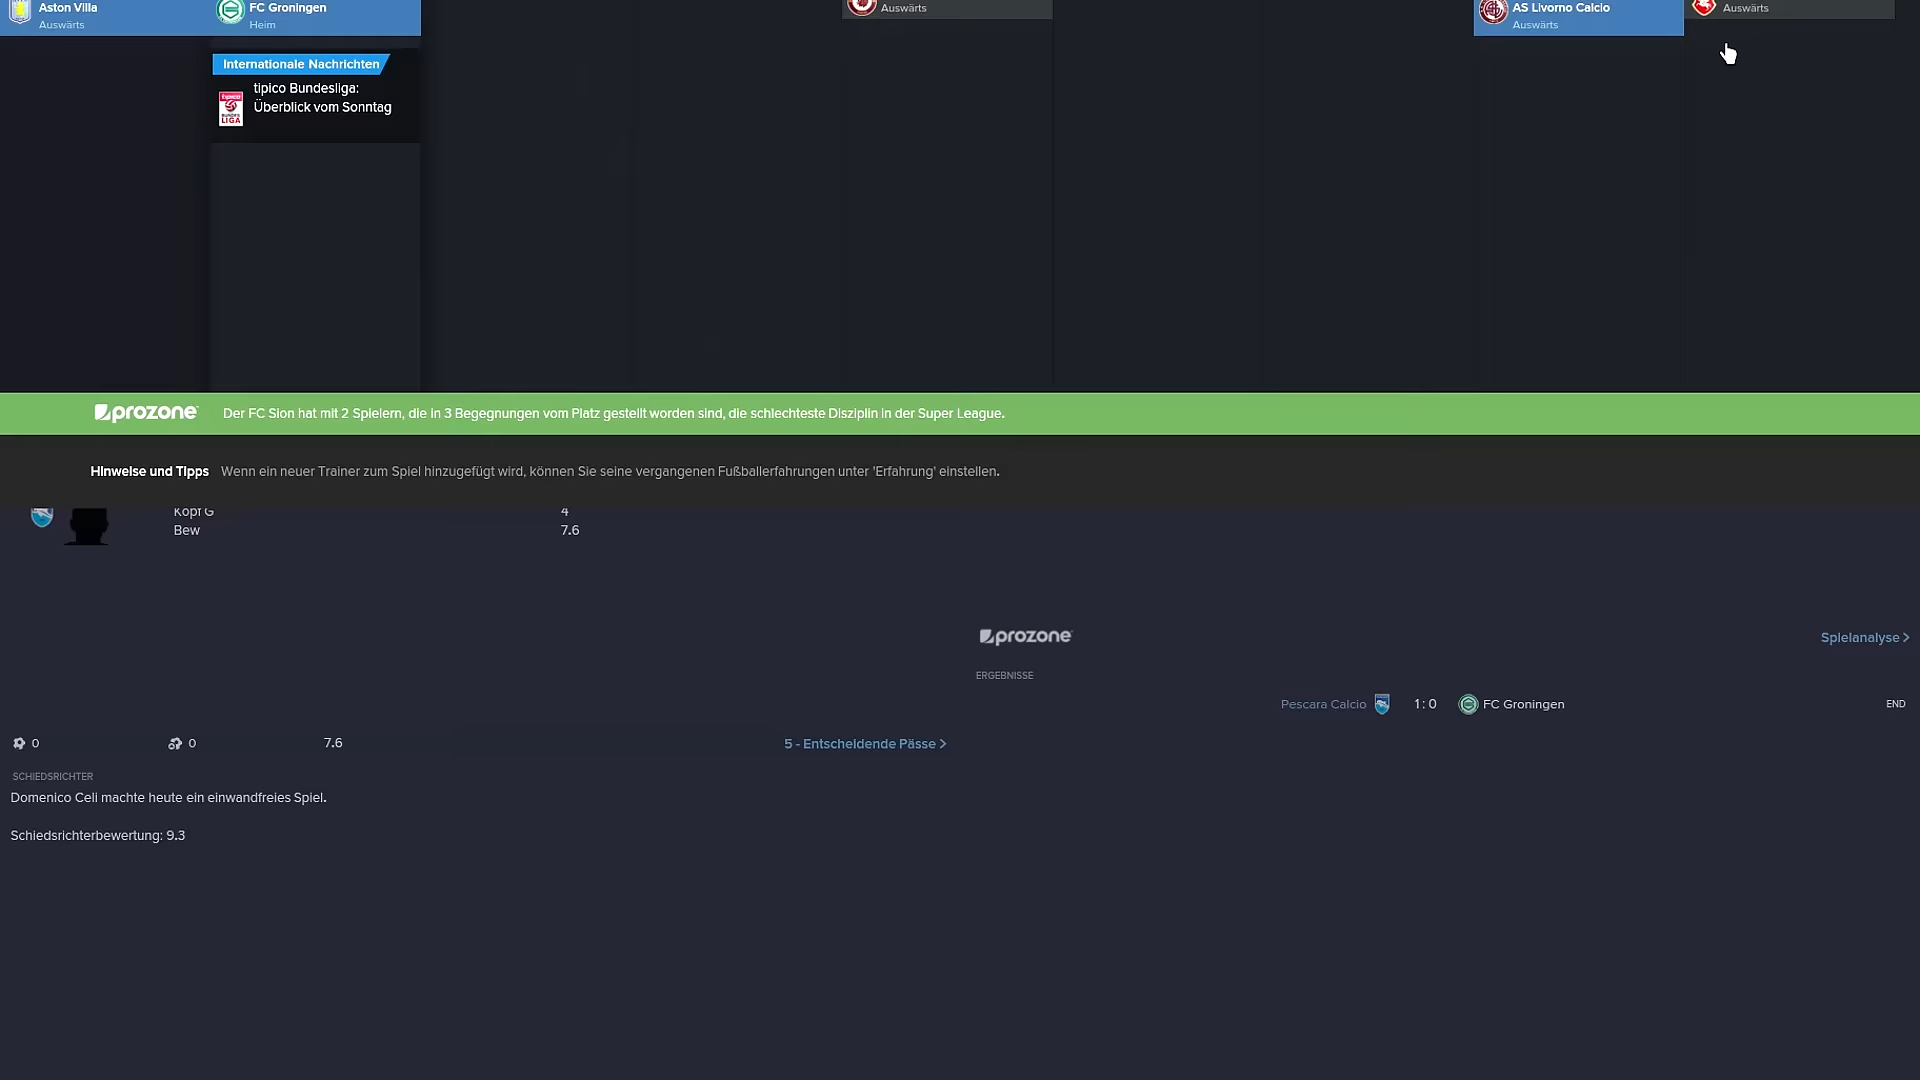 Aston Villa
Auswärts
FC Groningen
Heim
Auswärts
AS Livorno Calcio
Auswärts
Auswärts
Internationale Nachrichten
tipico
BUNDES
LIGA
tipico Bundesliga:
Überblick vom Sonntag
prozone
Der FC Sion hat mit 2 Spielern, die in 3 Begegnungen vom Platz gestellt worden sind, die schlechteste Disziplin in der Super League.
Hinweise und Tipps
Wenn ein neuer Trainer zum Spiel hinzugefügt wird, können Sie seine vergangenen Fußballerfahrungen unter 'Erfahrung' einstellen.
Kopf G 4
Bew 7.6
prozone
Spielanalyse >
ERGEBNISSE
Pescara Calcio 1 : 0 FC Groningen END
0 0 7.6 5 - Entscheidende Pässe >
SCHIEDSRICHTER
Domenico Celi machte heute ein einwandfreies Spiel.
Schiedsrichterbewertung: 9.3